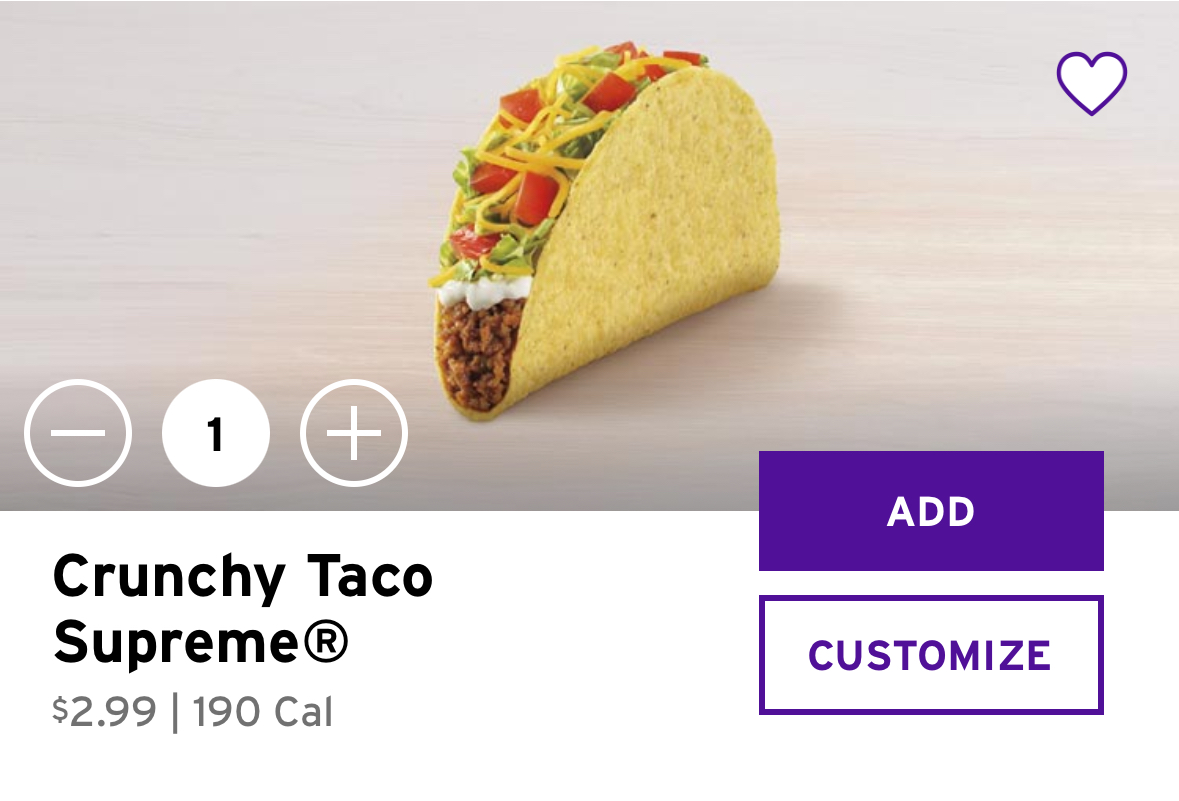 1
ADD
Crunchy Taco
Supreme®
$2.99 | 190 Cal
CUSTOMIZE